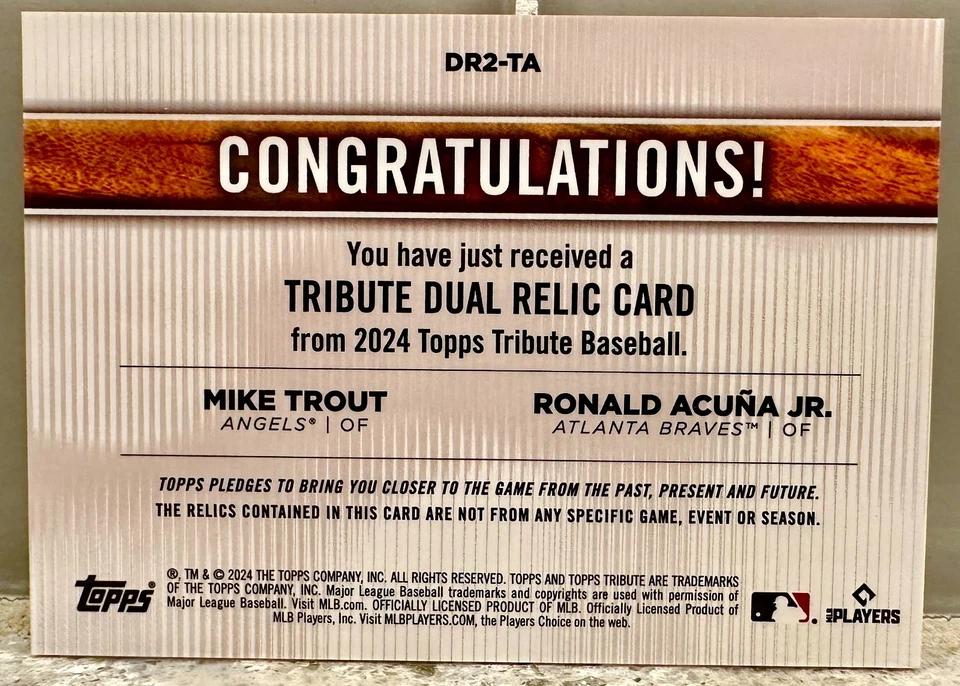 DR2-TA
CONGRATULATIONS!
You have just received a
TRIBUTE DUAL RELIC CARD
from 2024 Topps Tribute Baseball.
MIKE TROUT
ANGELS® | OF
RONALD ACUÑA JR.
ATLANTA BRAVES™ | OF
TOPPS PLEDGES TO BRING YOU CLOSER TO THE GAME FROM THE PAST, PRESENT AND FUTURE.
THE RELICS CONTAINED IN THIS CARD ARE NOT FROM ANY SPECIFIC GAME, EVENT OR SEASON.
Topps®
®, TM & © 2024 THE TOPPS COMPANY, INC. ALL RIGHTS RESERVED. TOPPS AND TOPPS TRIBUTE ARE TRADEMARKS
OF THE TOPPS COMPANY, INC. Major League Baseball trademarks and copyrights are used with permission of
Major League Baseball. Visit MLB.com. OFFICIALLY LICENSED PRODUCT OF MLB. Officially Licensed Product of
MLB Players, Inc. Visit MLBPLAYERS.COM, the Players Choice on the web.
MLB PLAYERS